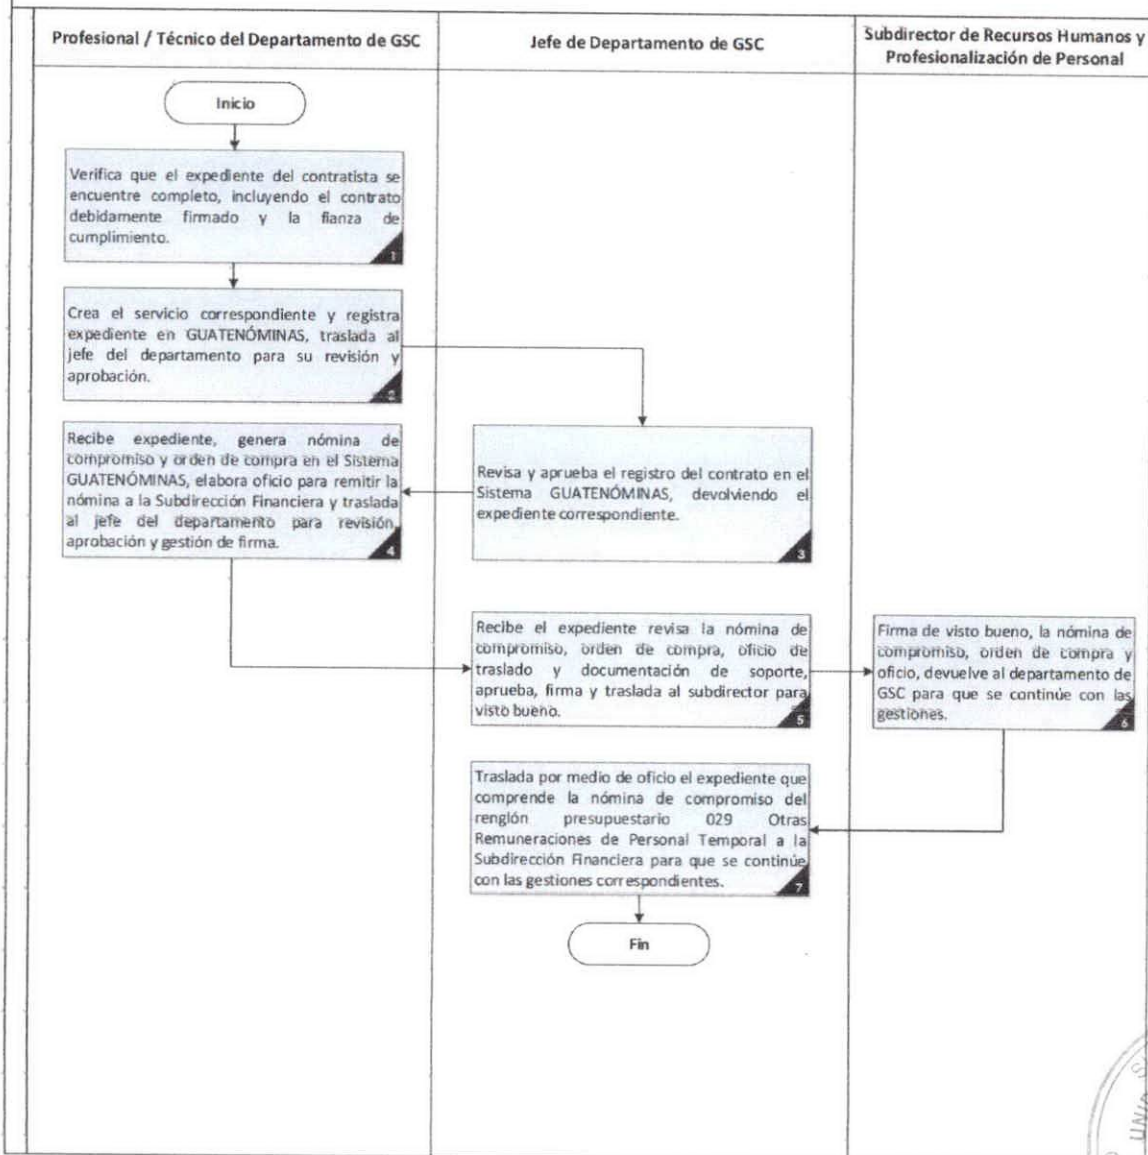 Profesional / Técnico del Departamento de GSC
Jefe de Departamento de GSC
Subdirector de Recursos Humanos y
Profesionalización de Personal
Inicio
Verifica que el expediente del contratista se
encuentre completo, incluyendo el contrato
debidamente firmado y la fianza de
cumplimiento.
1
Crea el servicio correspondiente y registra
expediente en GUATENÓMINAS, traslada al
jefe del departamento para su revisión y
aprobación.
2
Revisa y aprueba el registro del contrato en el
Sistema GUATENÓMINAS, devolviendo el
expediente correspondiente.
3
Recibe expediente, genera nómina de
compromiso y orden de compra en el Sistema
GUATENÓMINAS, elabora oficio para remitir la
nómina a la Subdirección Financiera y traslada
al jefe del departamento para revisión,
aprobación y gestión de firma.
4
Recibe el expediente revisa la nómina de
compromiso, orden de compra, oficio de
traslado y documentación de soporte,
aprueba, firma y traslada al subdirector para
visto bueno.
5
Firma de visto bueno, la nómina de
compromiso, orden de compra y
oficio, devuelve al departamento de
GSC para que se continúe con las
gestiones.
6
Traslada por medio de oficio el expediente que
comprende la nómina de compromiso del
renglón presupuestario 029 Otras
Remuneraciones de Personal Temporal a la
Subdirección Financiera para que se continúe
con las gestiones correspondientes.
7
Fin